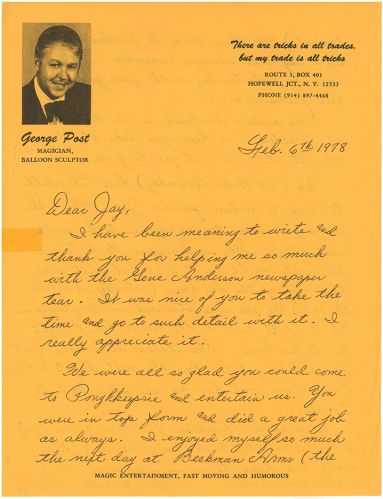 There are tricks in all trades,
but my trade is all tricks
ROUTE 3, BOX 401
HOPEWELL JCT., N. Y. 12533
PHONE (914) 897-4468
George Post
MAGICIAN,
BALLOON SCULPTOR
Feb. 6th 1978
Dear Jay,
I have been meaning to write and
thank you for helping me so much
with the Gene Anderson newspaper
tear. It was nice of you to take the
time and go to such detail with it. I
really appreciate it.
We were all so glad you could come
to Poughkeepsie and entertain us. You
were in top form and did a great job
as always. I enjoyed myself so much
the next day at Beekman Arms (the
MAGIC ENTERTAINMENT, FAST MOVING AND HUMOROUS